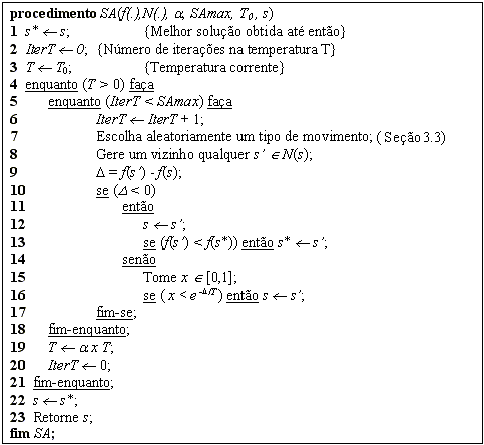 procedimento SA(f(.),N(.), α, SAmax, T0, s)
1 s* ← s; {Melhor solução obtida até então}
2 IterT ← 0; {Número de iterações na temperatura T}
3 T ← T0; {Temperatura corrente}
4 enquanto (T > 0) faça
5 enquanto (IterT < SAmax) faça
6 IterT ← IterT + 1;
7 Escolha aleatoriamente um tipo de movimento; ( Seção 3.3)
8 Gere um vizinho qualquer s’ ∈ N(s);
9 Δ = f(s’) - f(s);
10 se (Δ < 0)
11 então
12 s ← s’;
13 se (f(s’) < f(s*)) então s* ← s’;
14 senão
15 Tome x ∈ [0,1];
16 se ( x < e^-Δ/T ) então s ← s’;
17 fim-se;
18 fim-enquanto;
19 T ← α x T;
20 IterT ← 0;
21 fim-enquanto;
22 s ← s*;
23 Retorne s;
fim SA;